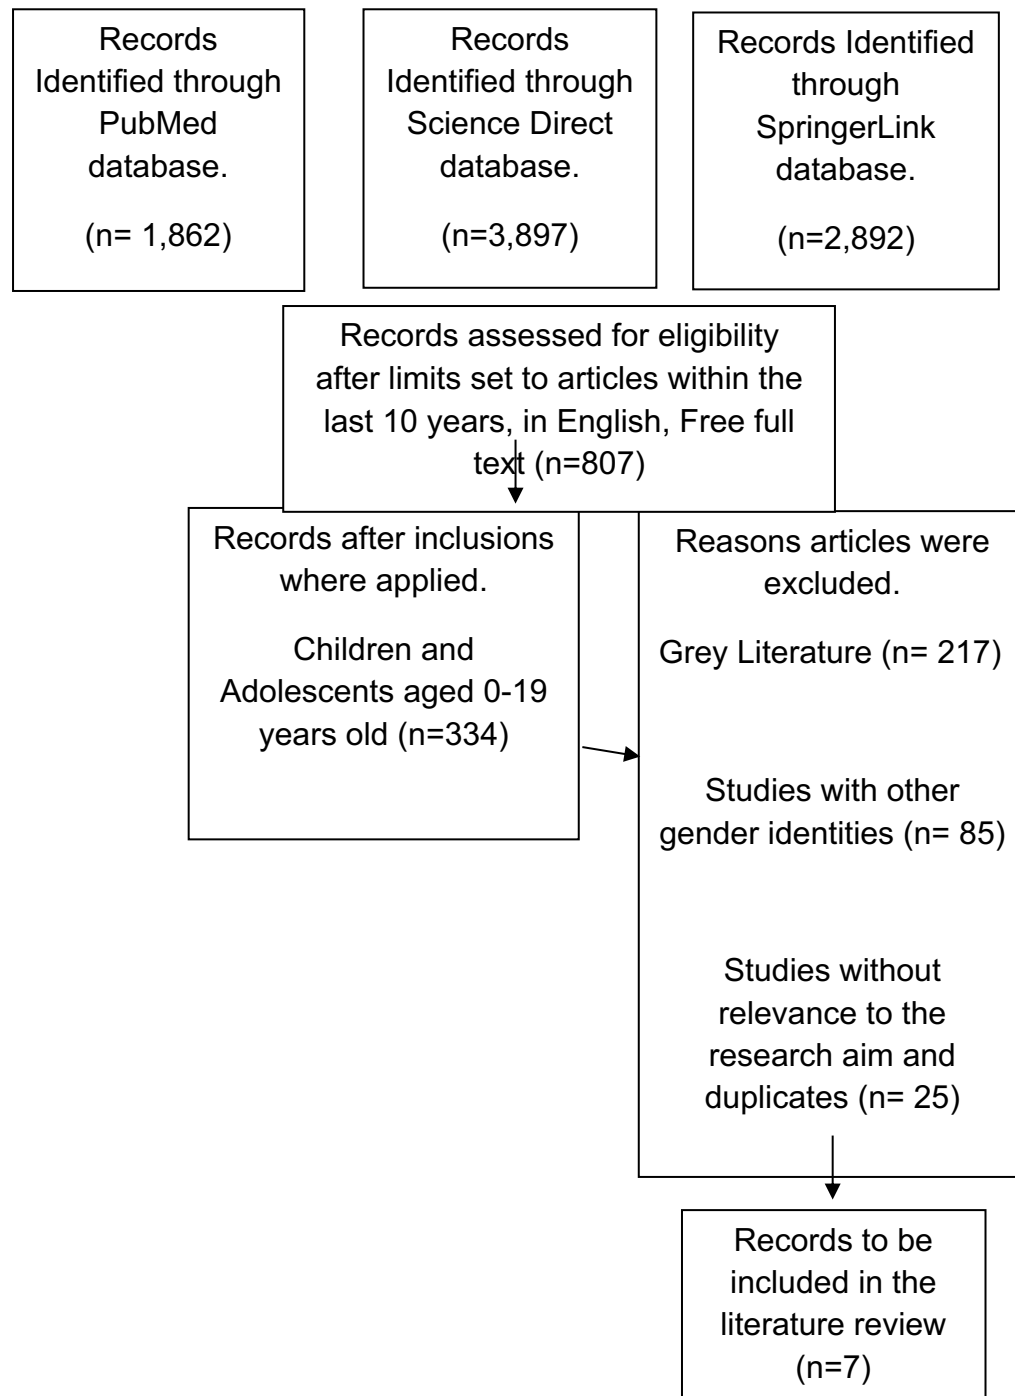 Records
Identified through
PubMed
database.
(n= 1,862)
Records
Identified through
Science Direct
database.
(n=3,897)
Records Identified
through
SpringerLink
database.
(n=2,892)
Records assessed for eligibility
after limits set to articles within the
last 10 years, in English, Free full
text (n=807)
Records after inclusions
where applied.
Children and
Adolescents aged 0-19
years old (n=334)
Reasons articles were
excluded.
Grey Literature (n= 217)
Studies with other
gender identities (n= 85)
Studies without
relevance to the
research aim and
duplicates (n= 25)
Records to be
included in the
literature review
(n=7)